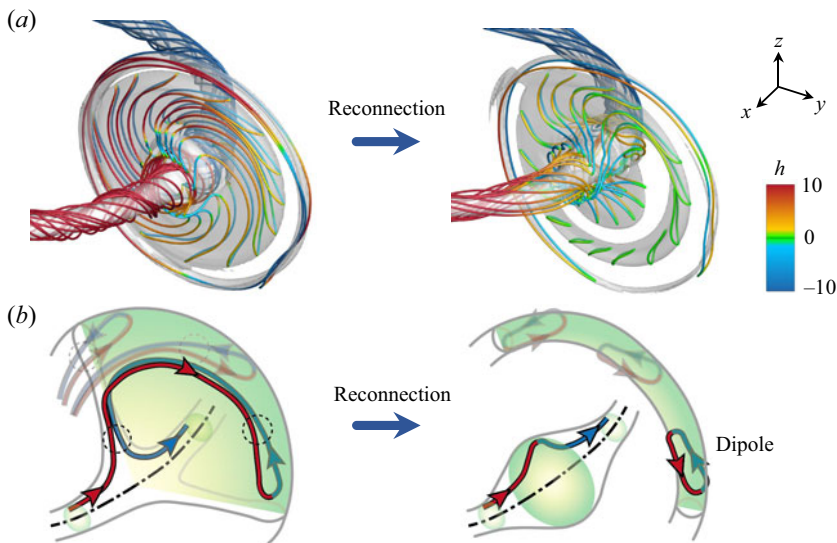 (a)
Reconnection
z
x
y
h
10
0
–10
(b)
Reconnection
Dipole